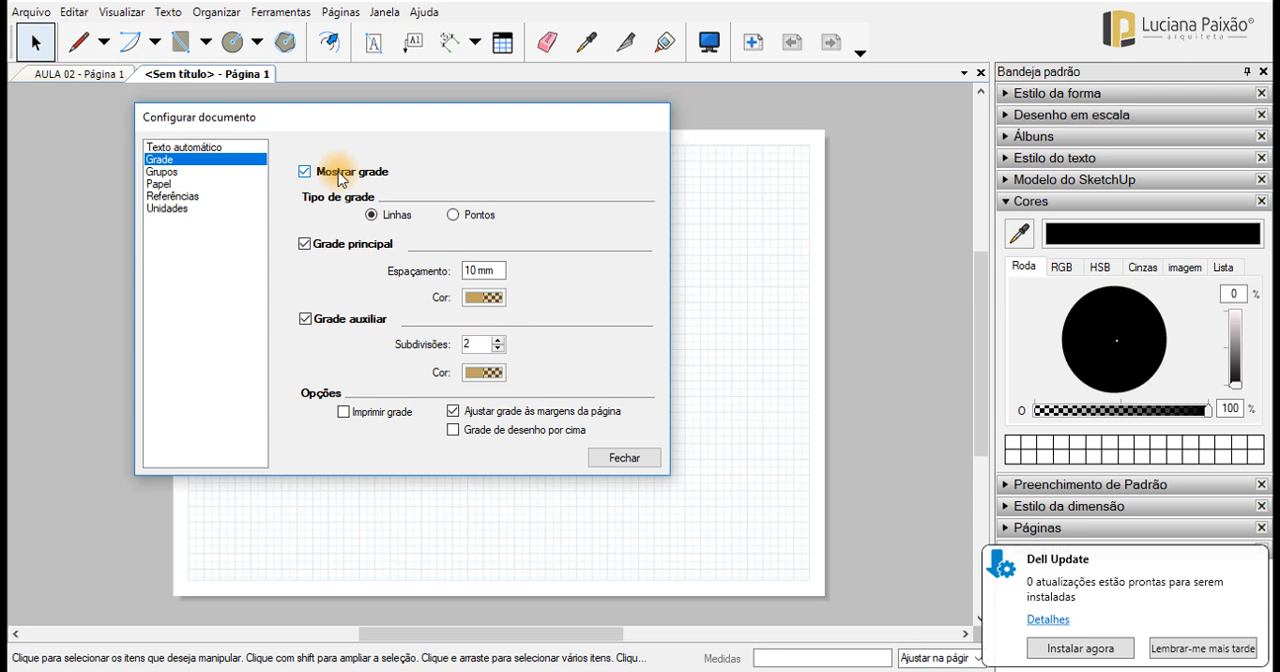 Arquivo Editar Visualizar Texto Organizar Ferramentas Páginas Janela Ajuda
Luciana Paixão®
arquiteta
AULA 02 - Página 1
<Sem título> - Página 1
Bandeja padrão
Estilo da forma
Desenho em escala
Álbuns
Estilo do texto
Modelo do SketchUp
Cores
Roda RGB HSB Cinzas imagem Lista
0 %
O 100 %
Preenchimento de Padrão
Estilo da dimensão
Páginas
Configurar documento
Texto automático
Grade
Grupos
Papel
Referências
Unidades
Mostrar grade
Tipo de grade
Linhas Pontos
Grade principal
Espaçamento: 10 mm
Cor:
Grade auxiliar
Subdivisões: 2
Cor:
Opções
Imprimir grade
Ajustar grade às margens da página
Grade de desenho por cima
Fechar
Dell Update
0 atualizações estão prontas para serem
instaladas
Detalhes
Instalar agora Lembrar-me mais tarde
Clique para selecionar os itens que deseja manipular. Clique com shift para ampliar a seleção. Clique e arraste para selecionar vários itens. Cliqu...
Medidas
Ajustar na págir